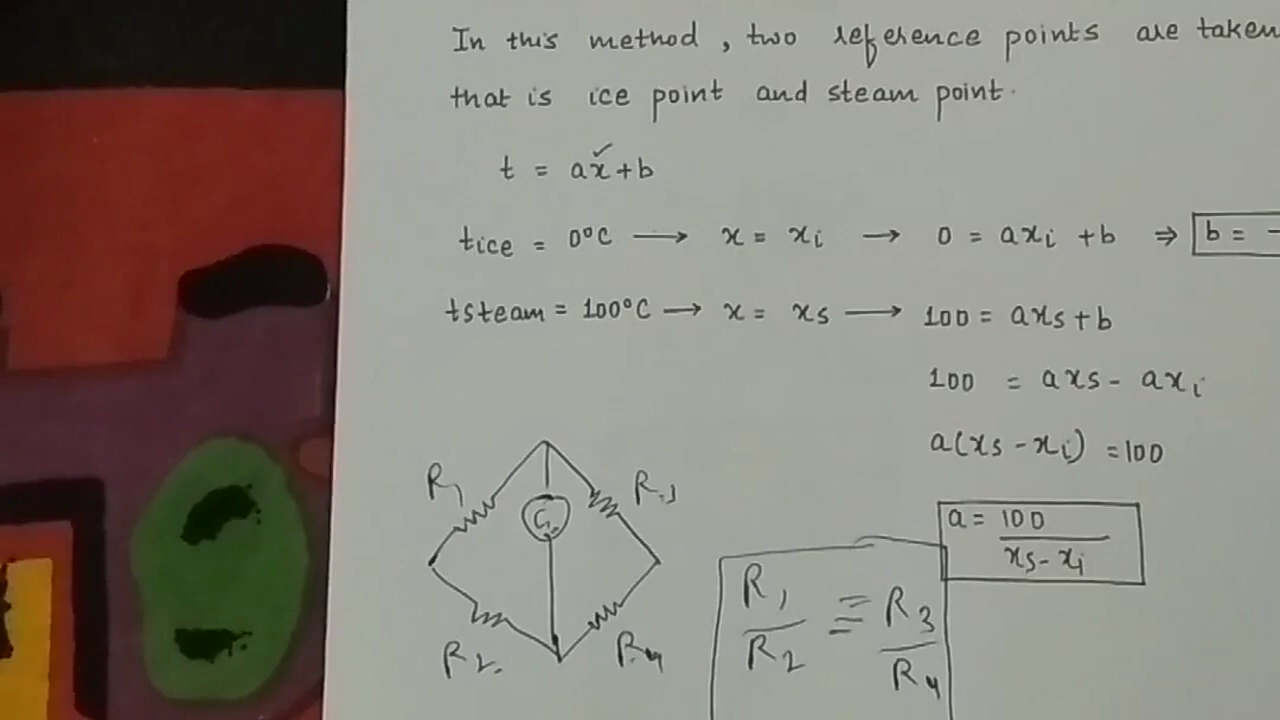 In this method, two reference points are taken
that is ice point and steam point.
t = ax+b
tice = 0°C → x = xi → 0 = axi + b ⇒ b = -
tsteam = 100°C → x = xs → 100 = axs + b
100 = axs - axi
a(xs - xi) = 100
a = 100 / xs - xi
R1 R3
G
R2 R4
R1 / R2 = R3 / R4